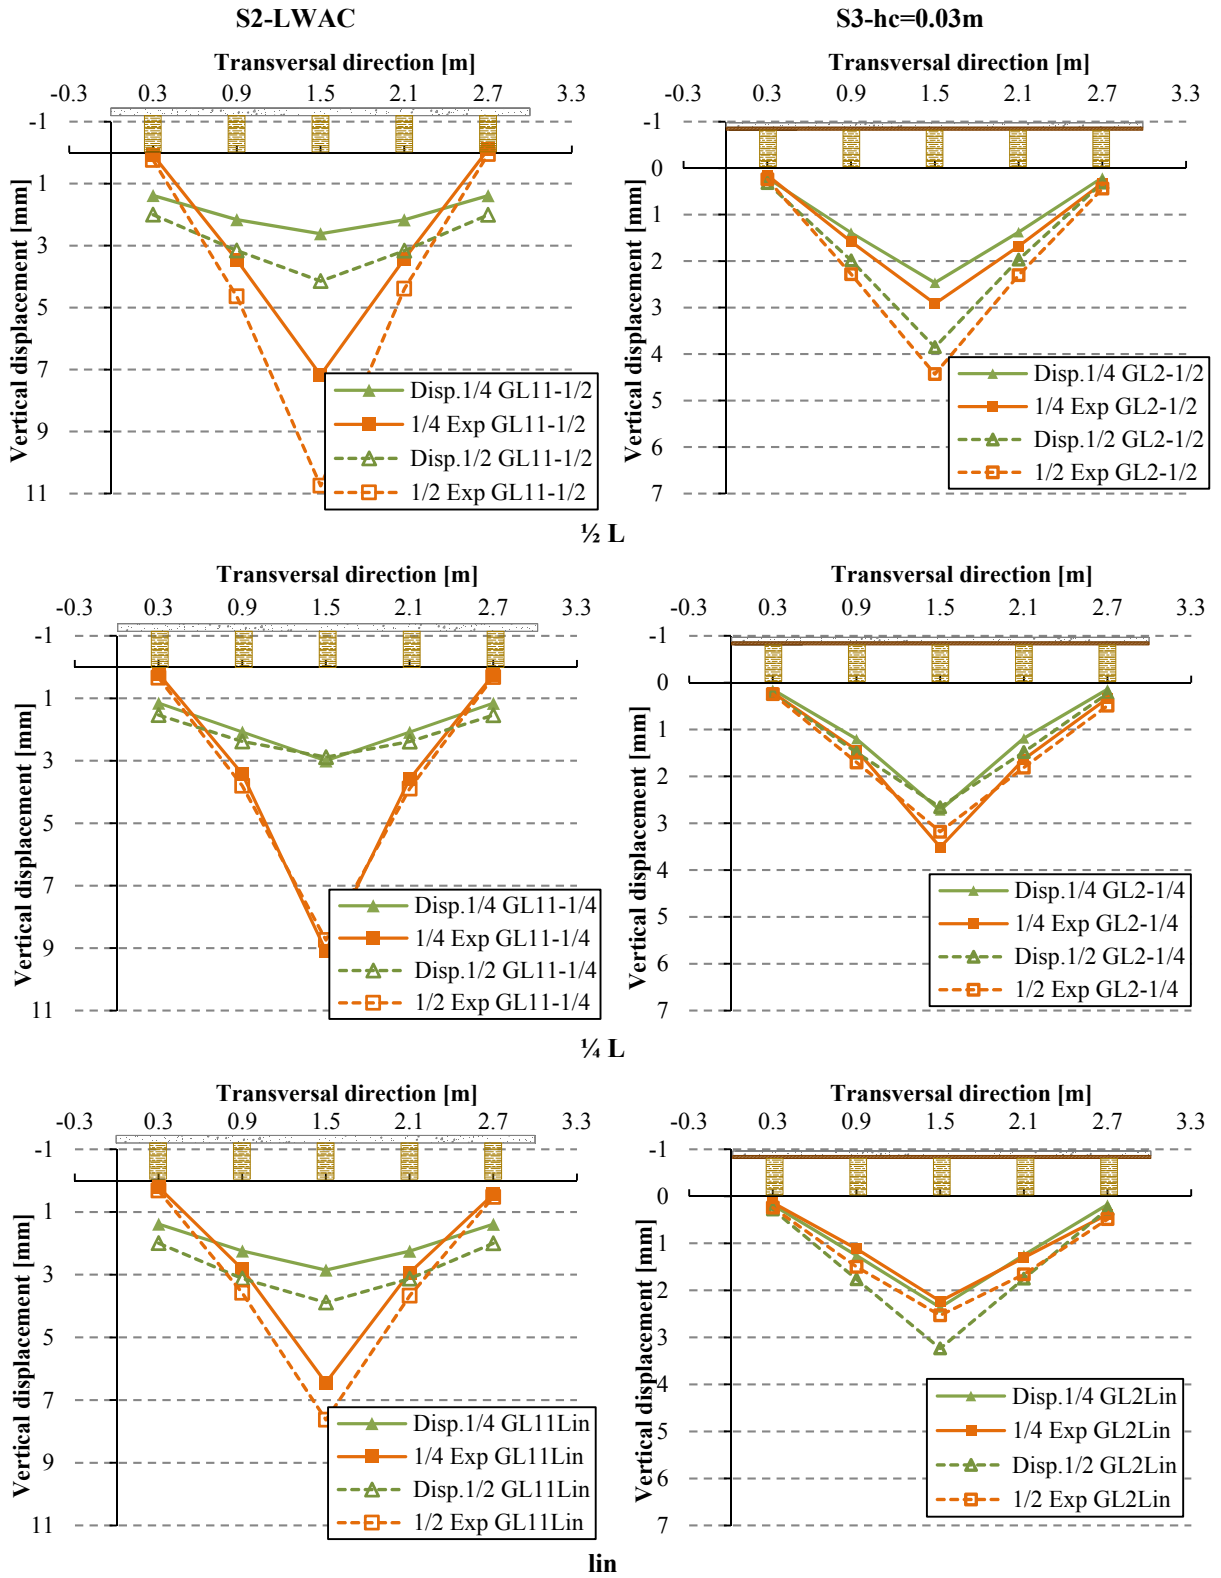 S2-LWAC
S3-hc=0.03m
Transversal direction [m]
-0.3 0.3 0.9 1.5 2.1 2.7 3.3
-1
1
3
5
7
9
11
Vertical displacement [mm]
Disp.1/4 GL11-1/2
1/4 Exp GL11-1/2
Disp.1/2 GL11-1/2
1/2 Exp GL11-1/2
Transversal direction [m]
-0.3 0.3 0.9 1.5 2.1 2.7 3.3
-1
0
1
2
3
4
5
6
7
Vertical displacement [mm]
Disp.1/4 GL2-1/2
1/4 Exp GL2-1/2
Disp.1/2 GL2-1/2
1/2 Exp GL2-1/2
½ L
Transversal direction [m]
-0.3 0.3 0.9 1.5 2.1 2.7 3.3
-1
1
3
5
7
9
11
Vertical displacement [mm]
Disp.1/4 GL11-1/4
1/4 Exp GL11-1/4
Disp.1/2 GL11-1/4
1/2 Exp GL11-1/4
Transversal direction [m]
-0.3 0.3 0.9 1.5 2.1 2.7 3.3
-1
0
1
2
3
4
5
6
7
Vertical displacement [mm]
Disp.1/4 GL2-1/4
1/4 Exp GL2-1/4
Disp.1/2 GL2-1/4
1/2 Exp GL2-1/4
¼ L
Transversal direction [m]
-0.3 0.3 0.9 1.5 2.1 2.7 3.3
-1
1
3
5
7
9
11
Vertical displacement [mm]
Disp.1/4 GL11Lin
1/4 Exp GL11Lin
Disp.1/2 GL11Lin
1/2 Exp GL11Lin
Transversal direction [m]
-0.3 0.3 0.9 1.5 2.1 2.7 3.3
-1
0
1
2
3
4
5
6
7
Vertical displacement [mm]
Disp.1/4 GL2Lin
1/4 Exp GL2Lin
Disp.1/2 GL2Lin
1/2 Exp GL2Lin
lin